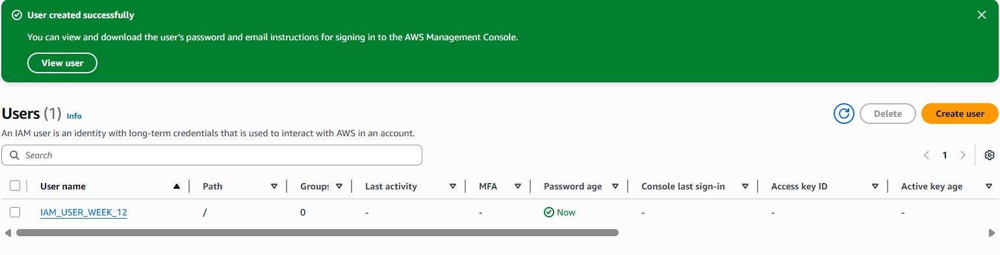 User created successfully
You can view and download the user's password and email instructions for signing in to the AWS Management Console.
View user
Users (1) Info
Delete
Create user
An IAM user is an identity with long-term credentials that is used to interact with AWS in an account.
Search
1
User name Path Groups Last activity MFA Password age Console last sign-in Access key ID Active key age
IAM_USER_WEEK_12 / 0 - - Now - - -